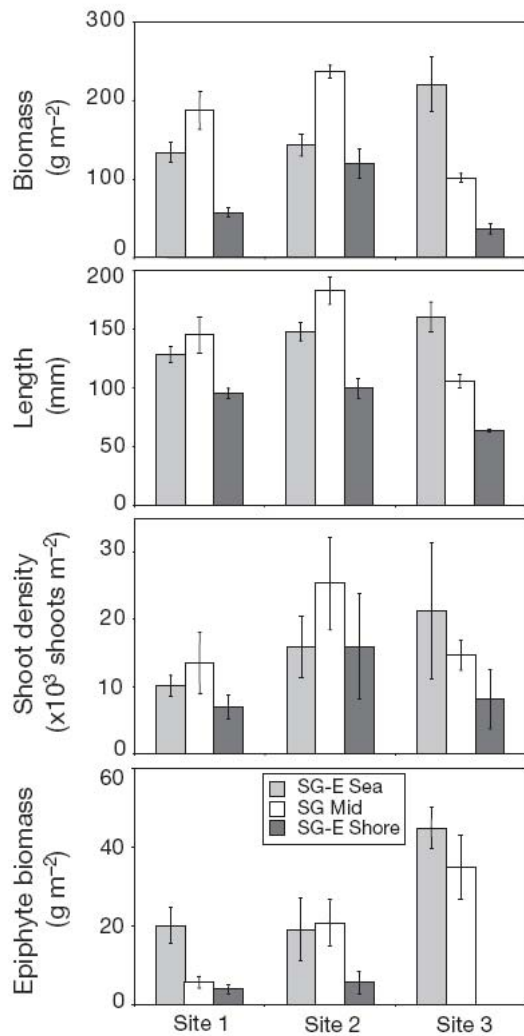 Biomass
(g m⁻²)
300
200
100
0
Length
(mm)
200
150
100
50
0
Shoot density
(x10³ shoots m⁻²)
30
20
10
0
Epiphyte biomass
(g m⁻²)
60
40
20
0
SG-E Sea
SG Mid
SG-E Shore
Site 1 Site 2 Site 3